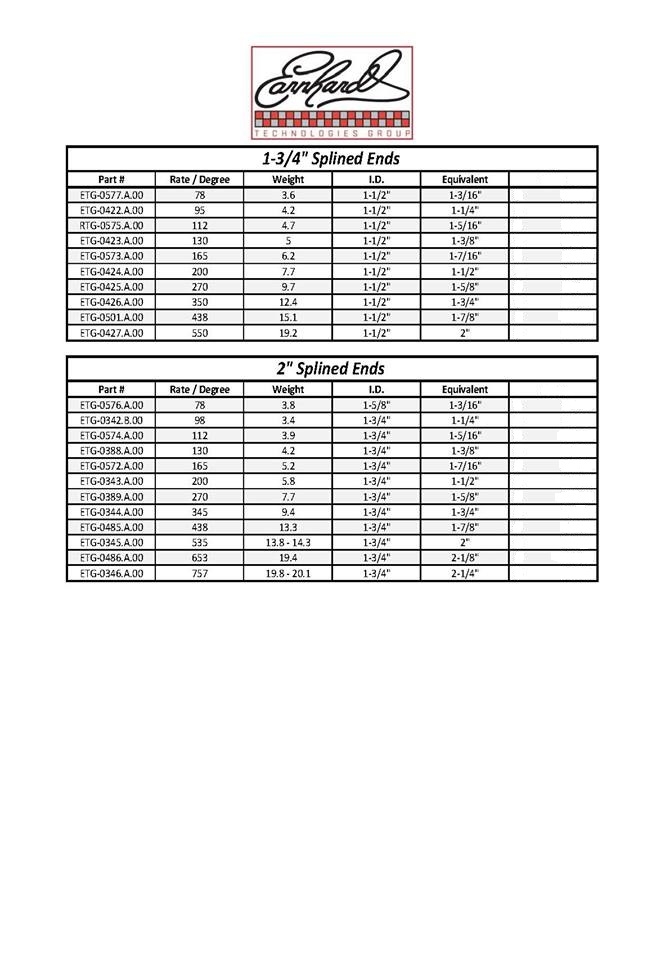 Earnhardt
TECHNOLOGIES GROUP
1-3/4" Splined Ends
Part # Rate / Degree Weight I.D. Equivalent
ETG-0577.A.00 78 3.6 1-1/2" 1-3/16"
ETG-0422.A.00 95 4.2 1-1/2" 1-1/4"
RTG-0575.A.00 112 4.7 1-1/2" 1-5/16"
ETG-0423.A.00 130 5 1-1/2" 1-3/8"
ETG-0573.A.00 165 6.2 1-1/2" 1-7/16"
ETG-0424.A.00 200 7.7 1-1/2" 1-1/2"
ETG-0425.A.00 270 9.7 1-1/2" 1-5/8"
ETG-0426.A.00 350 12.4 1-1/2" 1-3/4"
ETG-0501.A.00 438 15.1 1-1/2" 1-7/8"
ETG-0427.A.00 550 19.2 1-1/2" 2"
2" Splined Ends
Part # Rate / Degree Weight I.D. Equivalent
ETG-0576.A.00 78 3.8 1-5/8" 1-3/16"
ETG-0342.B.00 98 3.4 1-3/4" 1-1/4"
ETG-0574.A.00 112 3.9 1-3/4" 1-5/16"
ETG-0388.A.00 130 4.2 1-3/4" 1-3/8"
ETG-0572.A.00 165 5.2 1-3/4" 1-7/16"
ETG-0343.A.00 200 5.8 1-3/4" 1-1/2"
ETG-0389.A.00 270 7.7 1-3/4" 1-5/8"
ETG-0344.A.00 345 9.4 1-3/4" 1-3/4"
ETG-0485.A.00 438 13.3 1-3/4" 1-7/8"
ETG-0345.A.00 535 13.8 - 14.3 1-3/4" 2"
ETG-0486.A.00 653 19.4 1-3/4" 2-1/8"
ETG-0346.A.00 757 19.8 - 20.1 1-3/4" 2-1/4"